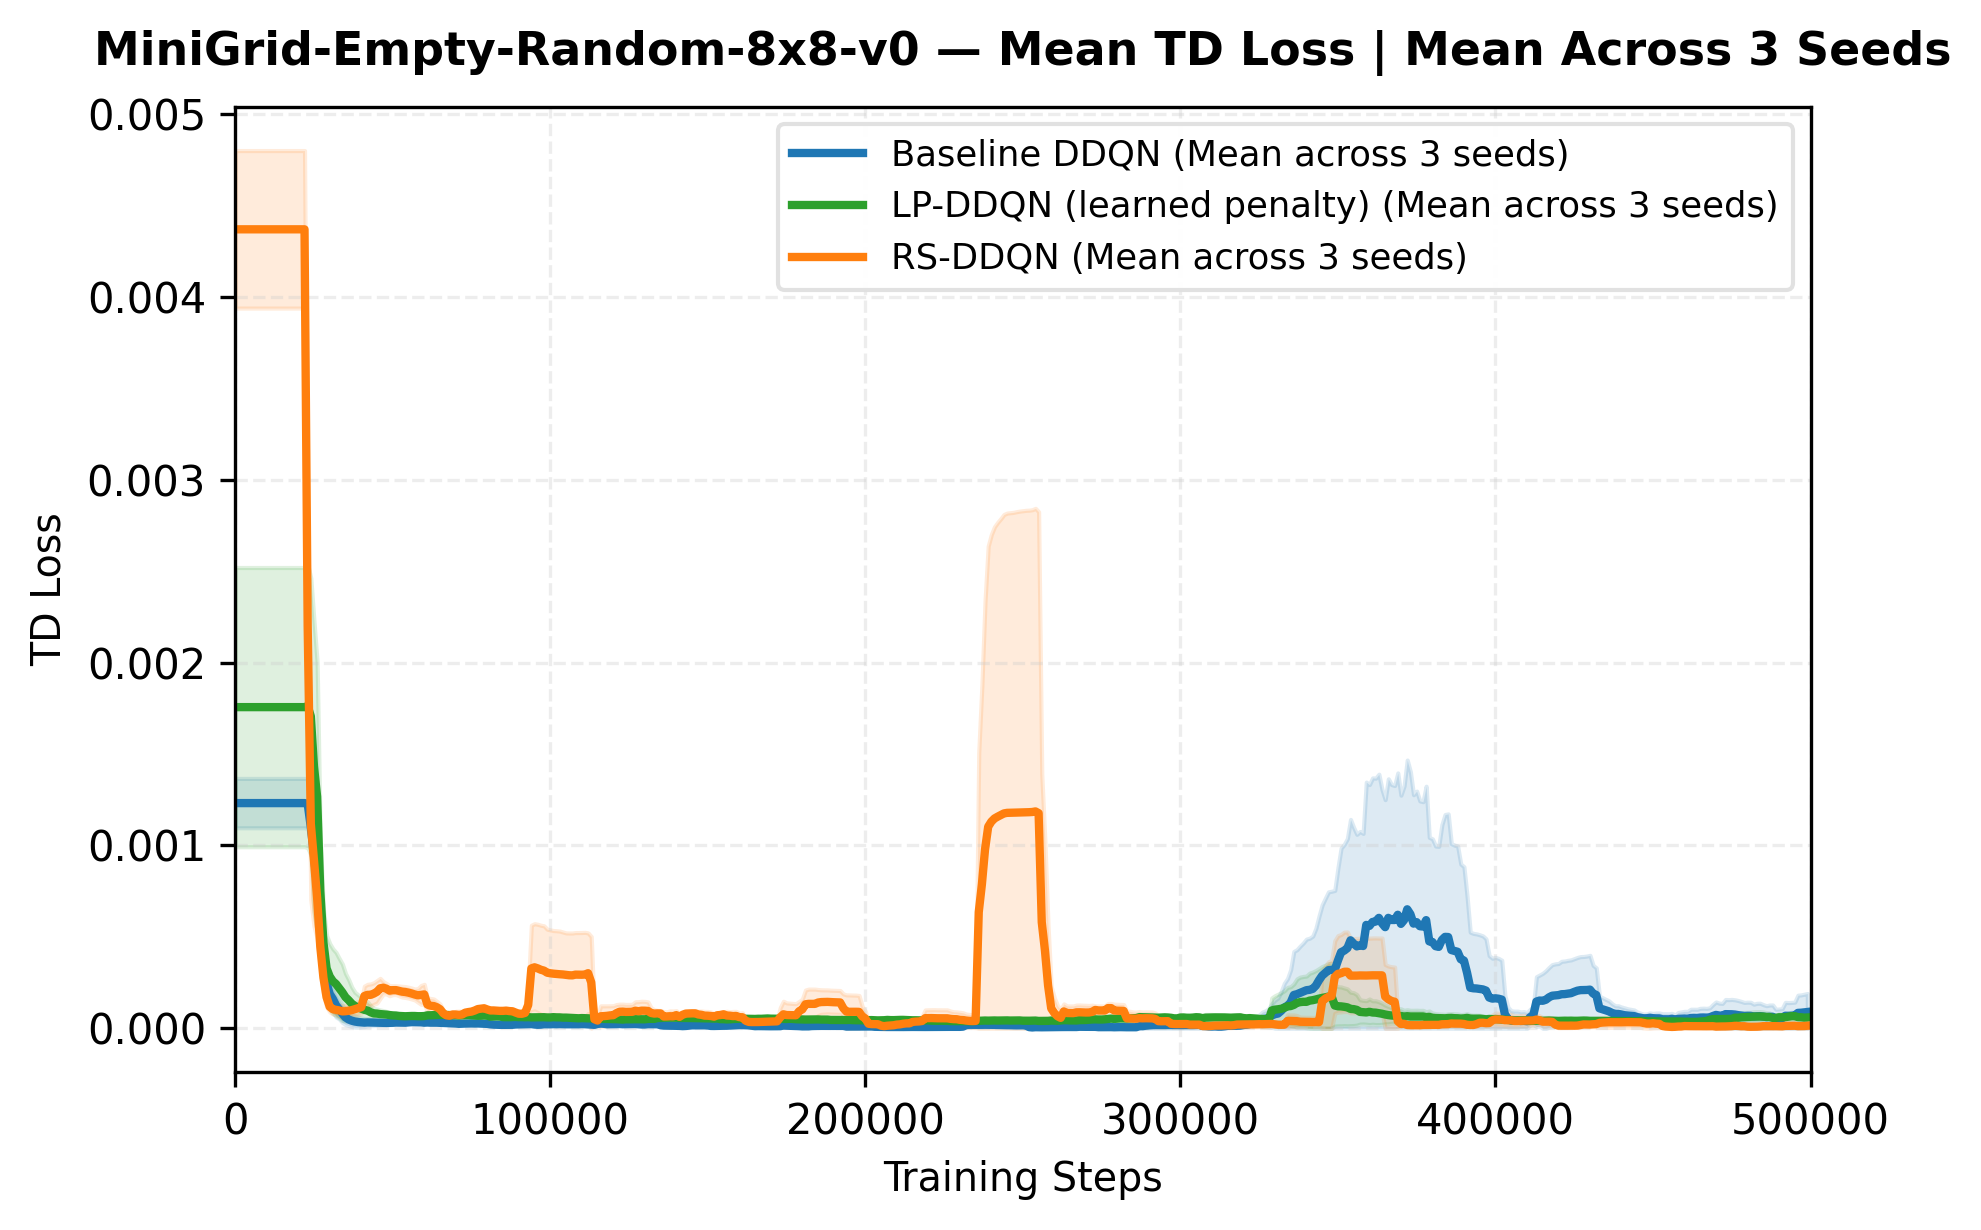 MiniGrid-Empty-Random-8x8-v0 — Mean TD Loss | Mean Across 3 Seeds
Baseline DDQN (Mean across 3 seeds)
LP-DDQN (learned penalty) (Mean across 3 seeds)
RS-DDQN (Mean across 3 seeds)
TD Loss
0.005
0.004
0.003
0.002
0.001
0.000
0
100000
200000
300000
400000
500000
Training Steps